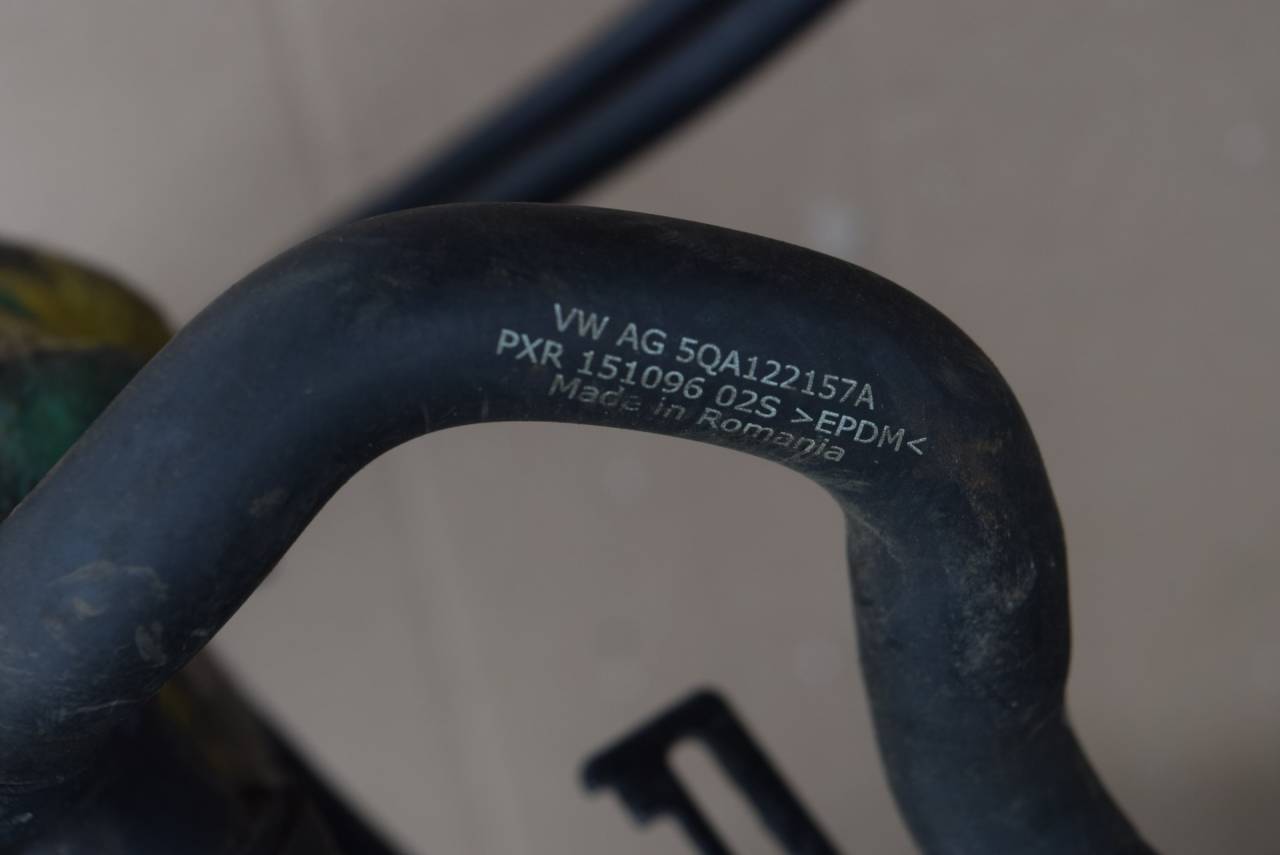 VW AG 5QA122157A
PXR 151096 02S >EPDM<
Made in Romania